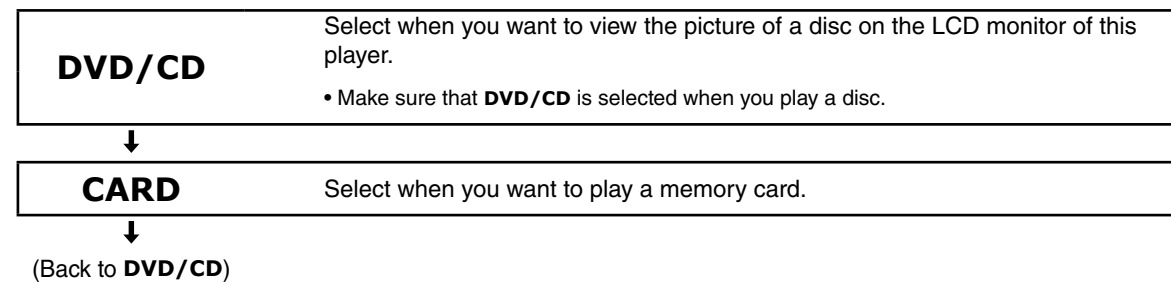 DVD/CD
Select when you want to view the picture of a disc on the LCD monitor of this
player.
• Make sure that DVD/CD is selected when you play a disc.
CARD
Select when you want to play a memory card.
(Back to DVD/CD)